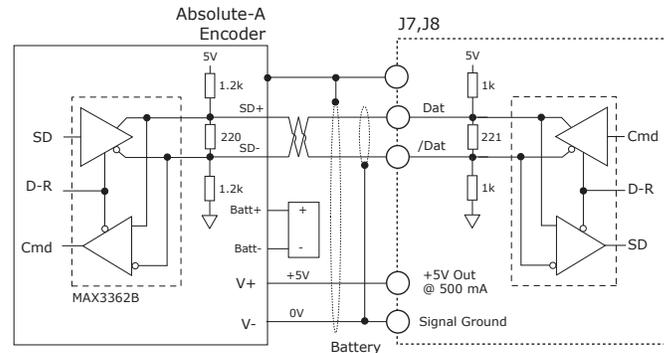 Absolute-A
Encoder
J7,J8
5V
5V
1.2k
1k
SD+
Dat
SD
220
221
Cmd
SD-
/Dat
D-R
1.2k
1k
D-R
Batt+
+
Cmd
Batt-
-
SD
MAX3362B
V+
+5V
+5V Out
@ 500 mA
V-
0V
Signal Ground
Battery